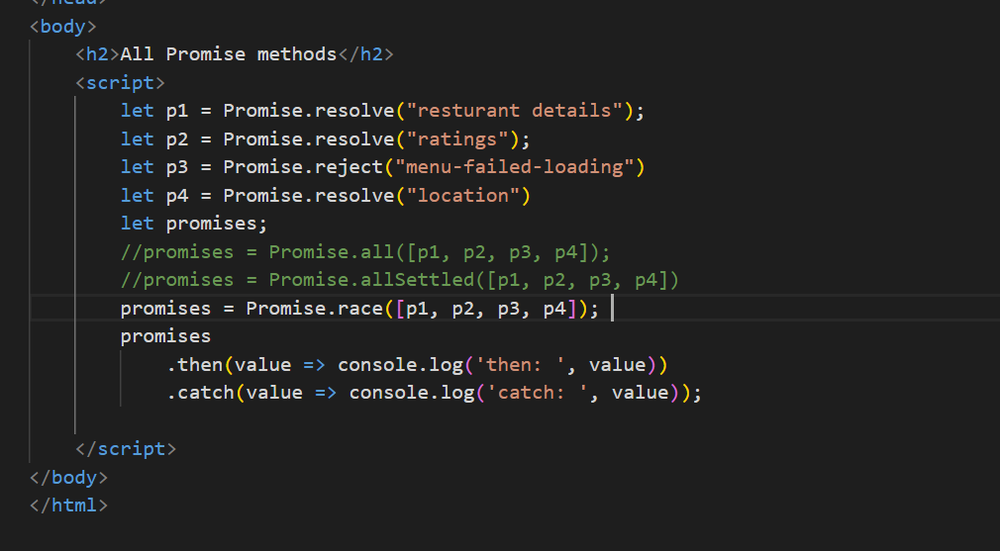 </head>
<body>
    <h2>All Promise methods</h2>
    <script>
        let p1 = Promise.resolve("resturant details");
        let p2 = Promise.resolve("ratings");
        let p3 = Promise.reject("menu-failed-loading")
        let p4 = Promise.resolve("location")
        let promises;
        //promises = Promise.all([p1, p2, p3, p4]);
        //promises = Promise.allSettled([p1, p2, p3, p4])
        promises = Promise.race([p1, p2, p3, p4]);
        promises
            .then(value => console.log('then: ', value))
            .catch(value => console.log('catch: ', value));
    </script>
</body>
</html>